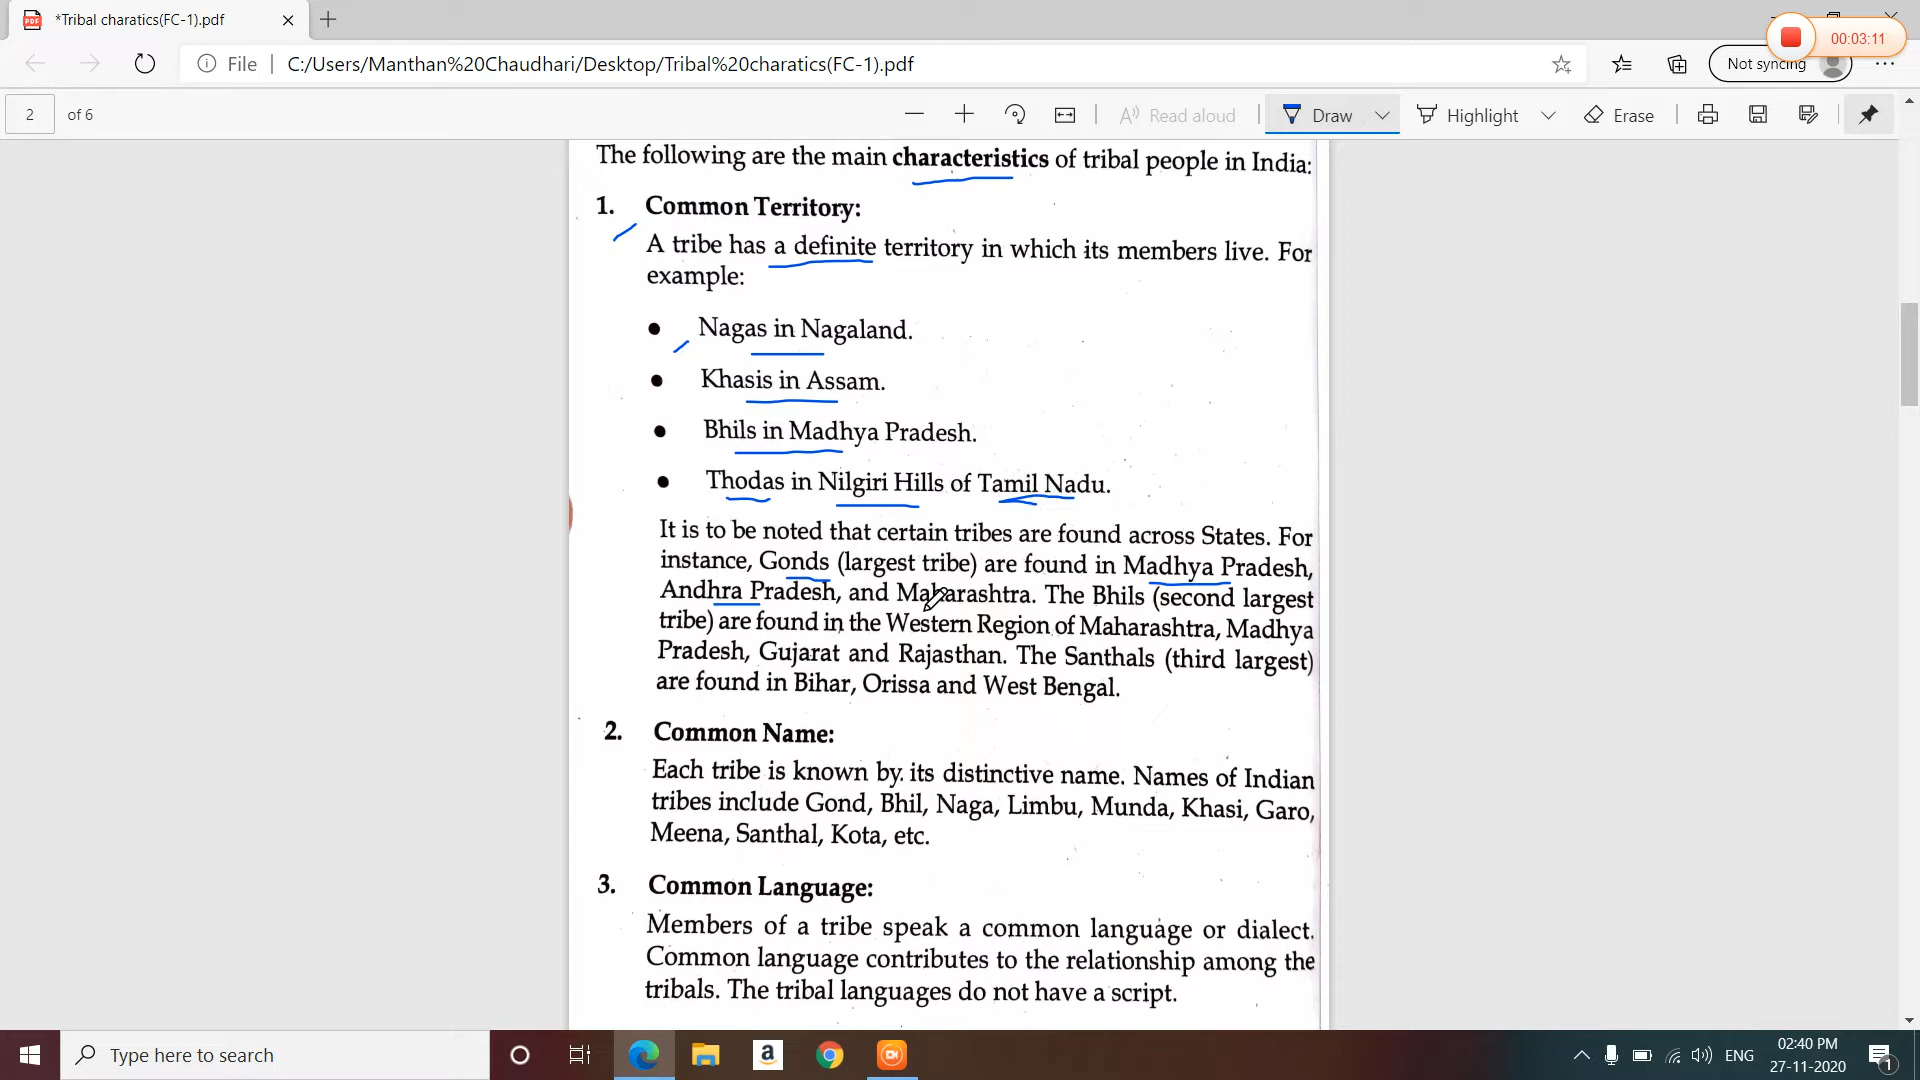 *Tribal charatics(FC-1).pdf
00:03:11
File
C:/Users/Manthan%20Chaudhari/Desktop/Tribal%20charatics(FC-1).pdf
Not syncing
2 of 6
Read aloud
Draw
Highlight
Erase
The following are the main characteristics of tribal people in India:
1. Common Territory:
A tribe has a definite territory in which its members live. For
example:
● Nagas in Nagaland.
● Khasis in Assam.
● Bhils in Madhya Pradesh.
● Thodas in Nilgiri Hills of Tamil Nadu.
It is to be noted that certain tribes are found across States. For
instance, Gonds (largest tribe) are found in Madhya Pradesh,
Andhra Pradesh, and Maharashtra. The Bhils (second largest
tribe) are found in the Western Region of Maharashtra, Madhya
Pradesh, Gujarat and Rajasthan. The Santhals (third largest)
are found in Bihar, Orissa and West Bengal.
2. Common Name:
Each tribe is known by its distinctive name. Names of Indian
tribes include Gond, Bhil, Naga, Limbu, Munda, Khasi, Garo,
Meena, Santhal, Kota, etc.
3. Common Language:
Members of a tribe speak a common language or dialect.
Common language contributes to the relationship among the
tribals. The tribal languages do not have a script.
Type here to search
ENG
02:40 PM
27-11-2020
1